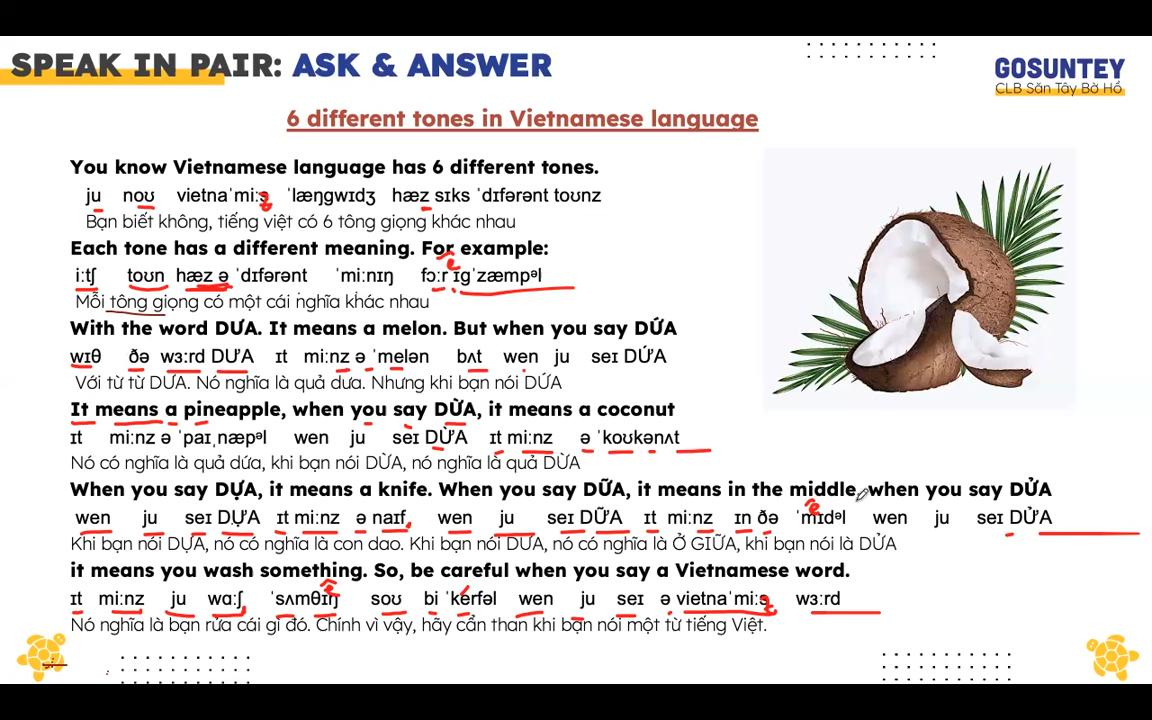 SPEAK IN PAIR: ASK & ANSWER
GOSUNTEY
CLB Săn Tây Bờ Hồ
6 different tones in Vietnamese language
You know Vietnamese language has 6 different tones.
ju noʊ vietnaˈmiːz ˈlæŋgwɪdʒ hæz sɪks ˈdɪfərənt toʊnz
Bạn biết không, tiếng việt có 6 tông giọng khác nhau
Each tone has a different meaning. For example:
iːtʃ toʊn hæz ə ˈdɪfərənt ˈmiːnɪŋ fɔːr ɪgˈzæmpᵊl
Mỗi tông giọng có một cái nghĩa khác nhau
With the word DƯA. It means a melon. But when you say DỨA
wɪθ ðə wɜːrd DƯA ɪt miːnz ə ˈmelən bʌt wen ju seɪ DỨA
Với từ từ DƯA. Nó nghĩa là quả dưa. Nhưng khi bạn nói DỨA
It means a pineapple, when you say DỪA, it means a coconut
ɪt miːnz ə ˈpaɪˌnæpᵊl wen ju seɪ DỪA ɪt miːnz ə ˈkoʊkənʌt
Nó có nghĩa là quả dứa, khi bạn nói DỪA, nó nghĩa là quả DỪA
When you say DỰA, it means a knife. When you say DỮA, it means in the middle, when you say DỬA
wen ju seɪ DỰA ɪt miːnz ə naɪf, wen ju seɪ DỮA ɪt miːnz ɪn ðə ˈmɪdᵊl wen ju seɪ DỬA
Khi bạn nói DỰA, nó có nghĩa là con dao. Khi bạn nói DƯA, nó có nghĩa là Ở GIỮA, khi bạn nói là DỬA
it means you wash something. So, be careful when you say a Vietnamese word.
ɪt miːnz ju wɑːʃ ˈsʌmθɪŋ soʊ bi ˈkerfəl wen ju seɪ ə vietnaˈmiːz wɜːrd
Nó nghĩa là bạn rửa cái gì đó. Chính vì vậy, hãy cẩn than khi bạn nói một từ tiếng Việt.